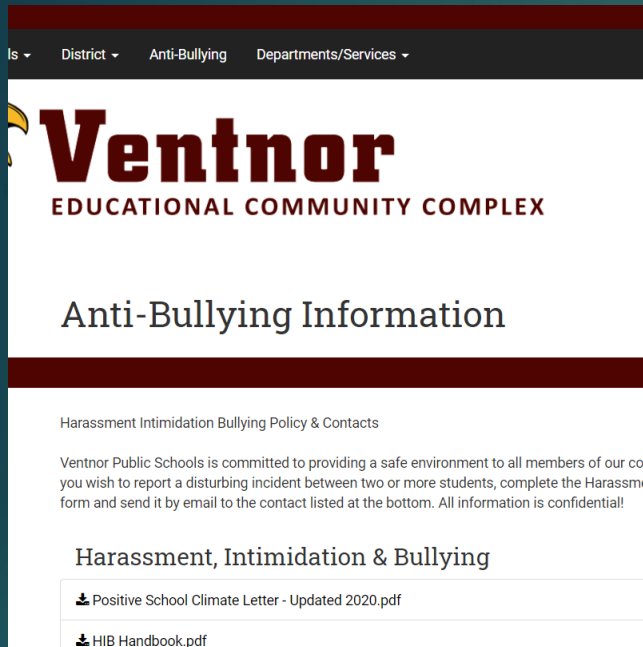 ls District Anti-Bullying Departments/Services
Ventnor
EDUCATIONAL COMMUNITY COMPLEX
Anti-Bullying Information
Harassment Intimidation Bullying Policy & Contacts
Ventnor Public Schools is committed to providing a safe environment to all members of our co
you wish to report a disturbing incident between two or more students, complete the Harassme
form and send it by email to the contact listed at the bottom. All information is confidential!
Harassment, Intimidation & Bullying
Positive School Climate Letter - Updated 2020.pdf
HIB Handbook.pdf